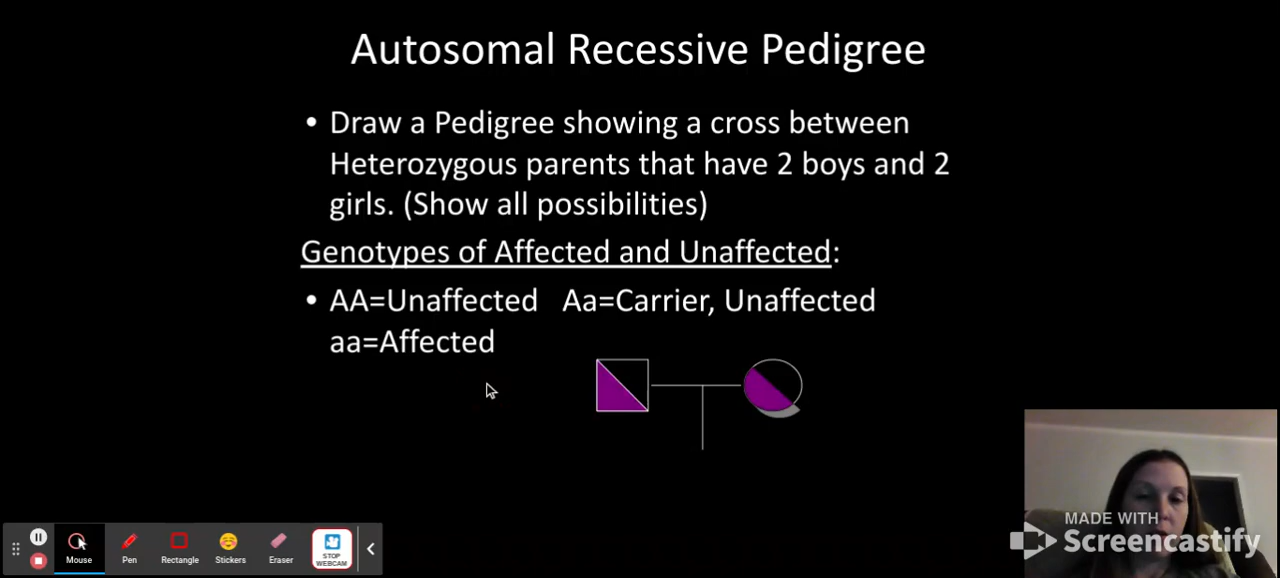 Autosomal Recessive Pedigree
• Draw a Pedigree showing a cross between
Heterozygous parents that have 2 boys and 2
girls. (Show all possibilities)
Genotypes of Affected and Unaffected:
• AA=Unaffected Aa=Carrier, Unaffected
aa=Affected
MADE WITH
Screencastify
Mouse Pen Rectangle Stickers Eraser STOP
WEBCAM